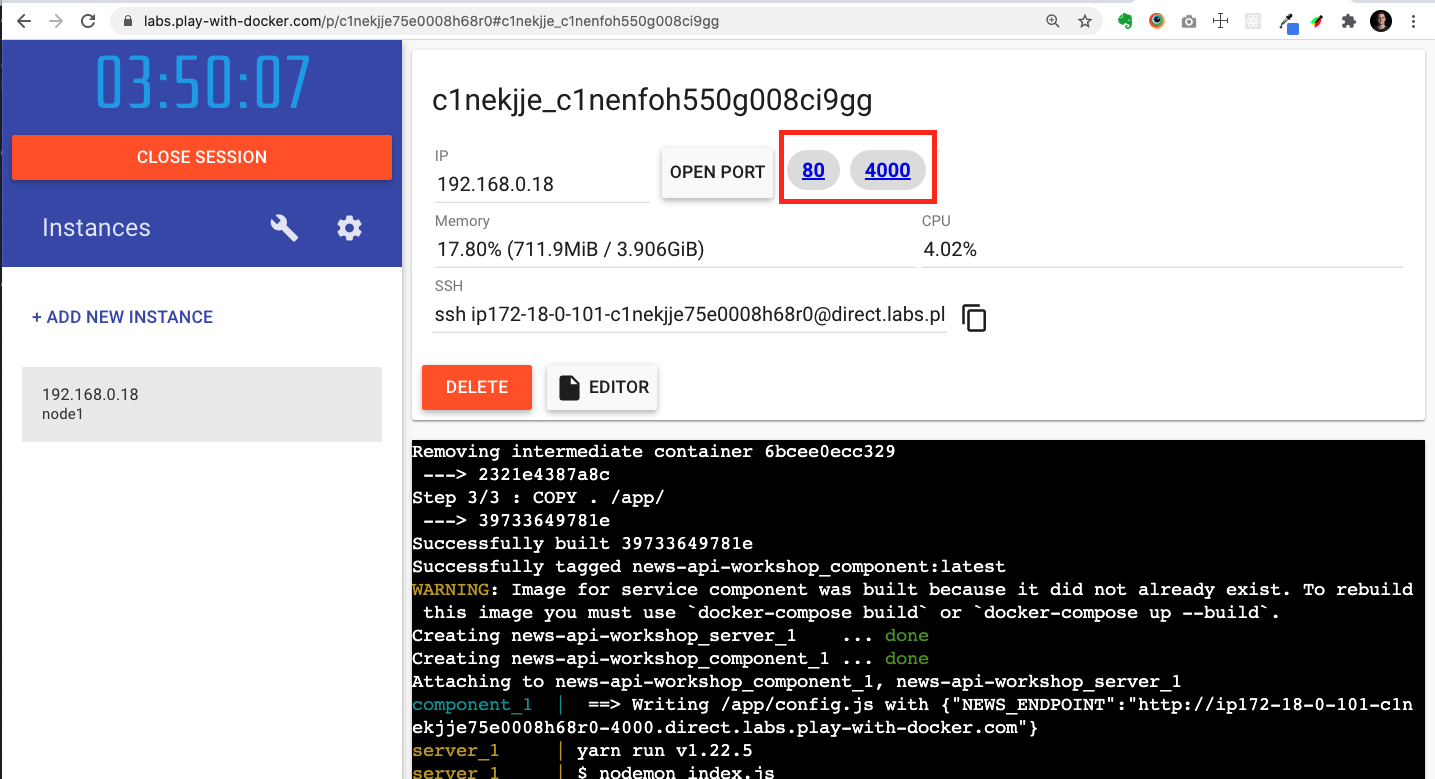 labs.play-with-docker.com/p/c1nekjje75e0008h68r0#c1nekjje_c1nenfoh550g008ci9gg
03:50:07
CLOSE SESSION
Instances
+ ADD NEW INSTANCE
192.168.0.18
node1
c1nekjje_c1nenfoh550g008ci9gg
IP
192.168.0.18
OPEN PORT
80
4000
Memory
17.80% (711.9MiB / 3.906GiB)
CPU
4.02%
SSH
ssh ip172-18-0-101-c1nekjje75e0008h68r0@direct.labs.pl
DELETE
EDITOR
Removing intermediate container 6bcee0ecc329
---> 2321e4387a8c
Step 3/3 : COPY . /app/
---> 39733649781e
Successfully built 39733649781e
Successfully tagged news-api-workshop_component:latest
WARNING: Image for service component was built because it did not already exist. To rebuild
this image you must use `docker-compose build` or `docker-compose up --build`.
Creating news-api-workshop_server_1    ... done
Creating news-api-workshop_component_1 ... done
Attaching to news-api-workshop_component_1, news-api-workshop_server_1
component_1  |  ==> Writing /app/config.js with {"NEWS_ENDPOINT":"http://ip172-18-0-101-c1n
ekjje75e0008h68r0-4000.direct.labs.play-with-docker.com"}
server_1     | yarn run v1.22.5
server_1     | $ nodemon index.js